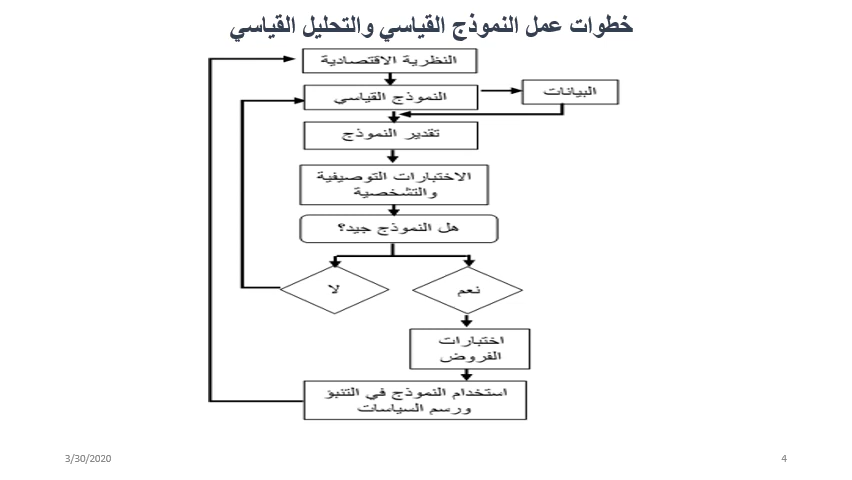 خطوات عمل النموذج القياسي والتحليل القياسي
النظرية الاقتصادية
النموذج القياسي
البيانات
تقدير النموذج
الاختبارات التوصيفية
والتشخصية
هل النموذج جيد؟
نعم
لا
اختبارات
الفروض
استخدام النموذج في التنبؤ
ورسم السياسات
3/30/2020
4